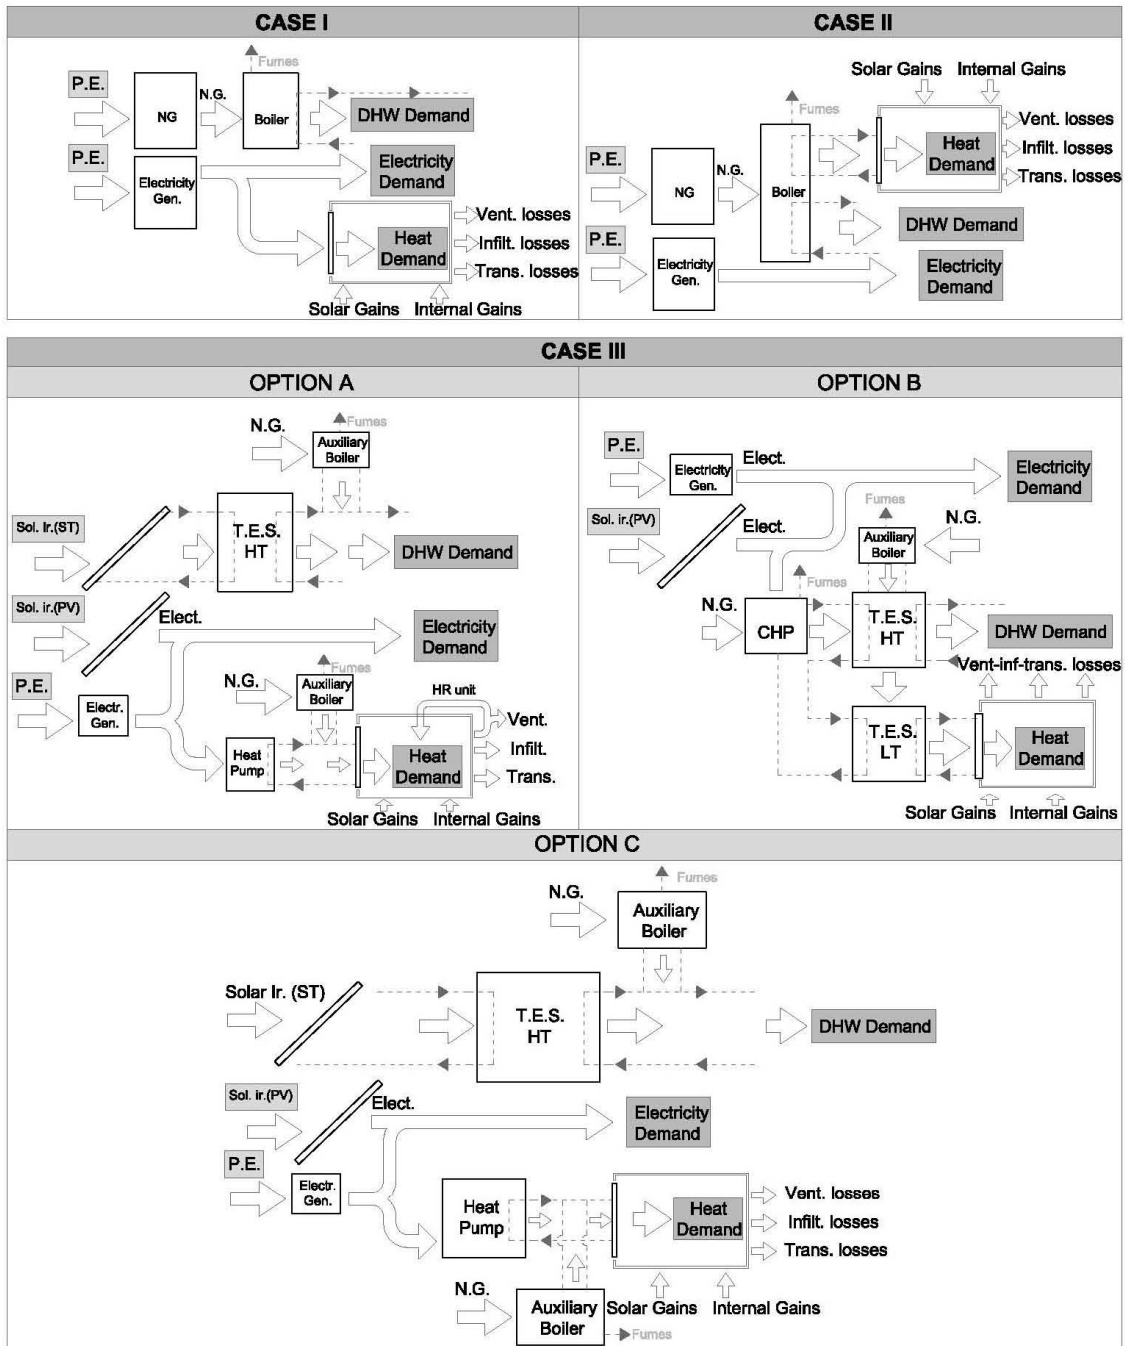 CASE I
Fumes
P.E.
N.G.
NG
Boiler
DHW Demand
P.E.
Electricity
Gen.
Electricity
Demand
Heat
Demand
Vent. losses
Infilt. losses
Trans. losses
Solar Gains
Internal Gains
CASE II
Solar Gains
Internal Gains
Fumes
Vent. losses
Heat
Demand
Infilt. losses
Trans. losses
P.E.
N.G.
NG
Boiler
DHW Demand
P.E.
Electricity
Gen.
Electricity
Demand
CASE III
OPTION A
N.G.
Fumes
Auxiliary
Boiler
Sol. Ir.(ST)
T.E.S.
HT
DHW Demand
Sol. ir.(PV)
Elect.
Electricity
Demand
P.E.
Electr.
Gen.
N.G.
Fumes
Auxiliary
Boiler
HR unit
Vent.
Heat
Pump
Heat
Demand
Infilt.
Trans.
Solar Gains
Internal Gains
OPTION B
P.E.
Electricity
Gen.
Elect.
Electricity
Demand
Sol. ir.(PV)
Elect.
Fumes
N.G.
Auxiliary
Boiler
Fumes
N.G.
CHP
T.E.S.
HT
DHW Demand
Vent-inf-trans. losses
T.E.S.
LT
Heat
Demand
Solar Gains
Internal Gains
OPTION C
N.G.
Fumes
Auxiliary
Boiler
Solar Ir. (ST)
T.E.S.
HT
DHW Demand
Sol. ir.(PV)
Elect.
Electricity
Demand
P.E.
Electr.
Gen.
Heat
Pump
Heat
Demand
Vent. losses
Infilt. losses
Trans. losses
N.G.
Auxiliary
Boiler
Solar Gains
Internal Gains
Fumes